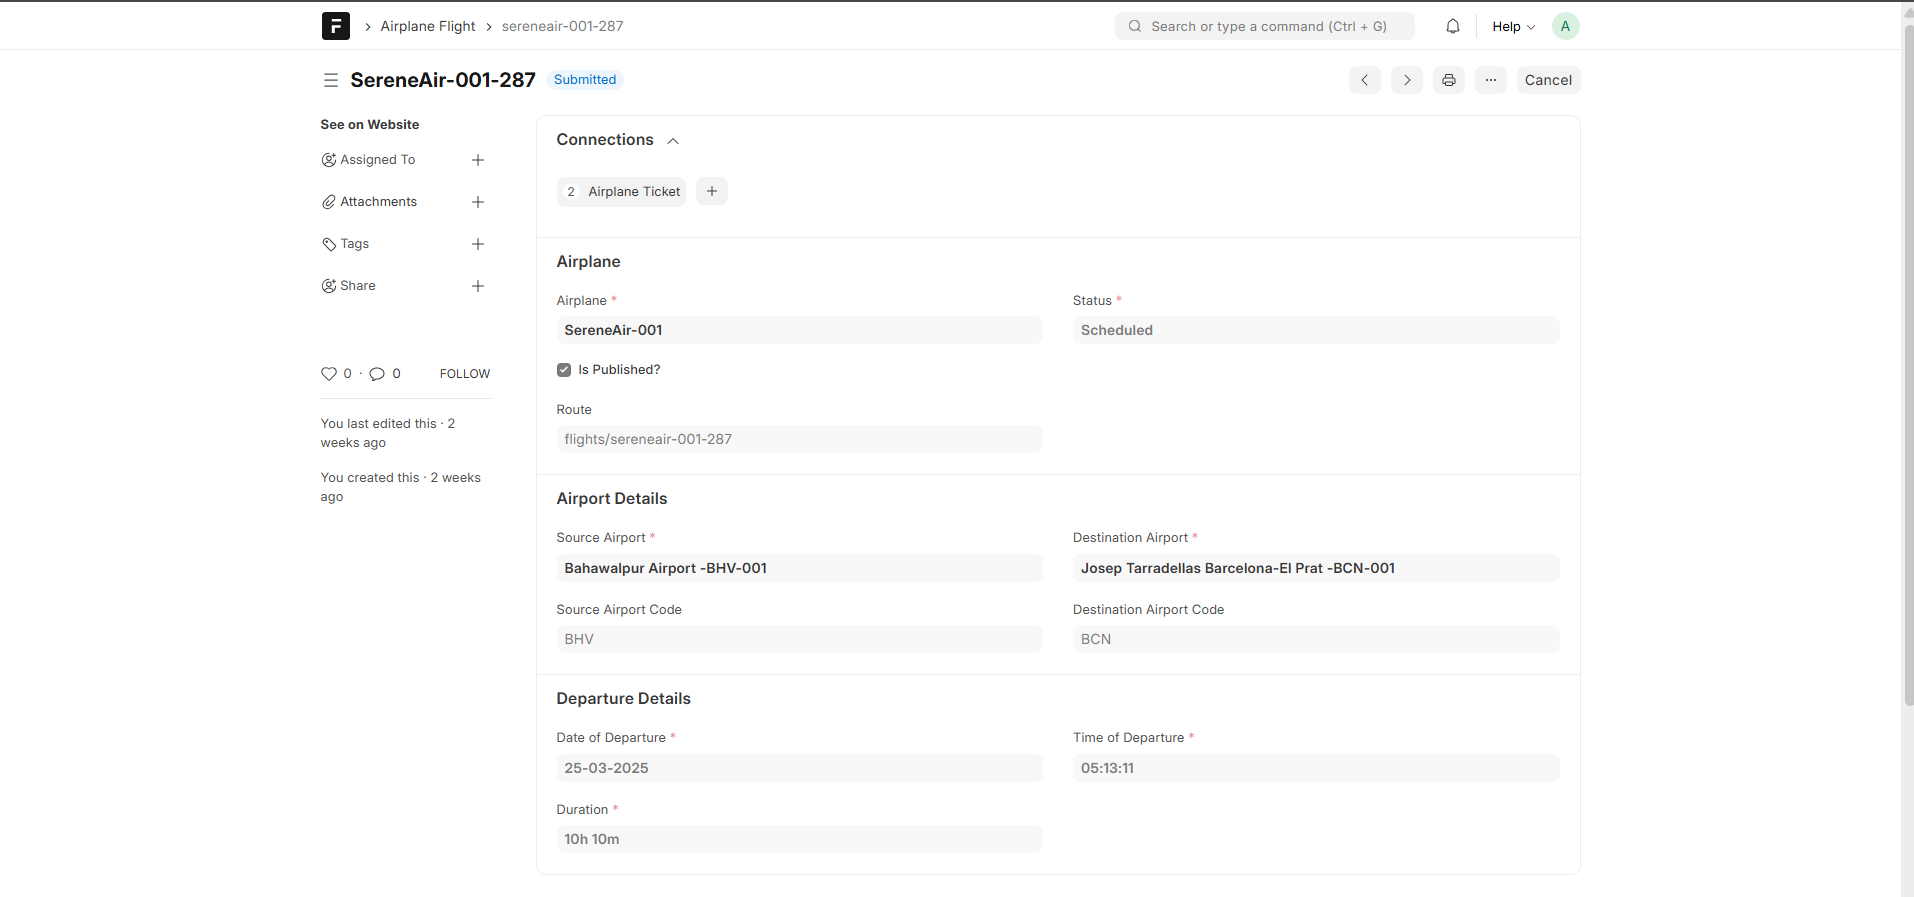 Airplane Flight
sereneair-001-287
Search or type a command (Ctrl + G)
Help
A
SereneAir-001-287
Submitted
Cancel
See on Website
Assigned To
Attachments
Tags
Share
0 · 0
FOLLOW
You last edited this · 2
weeks ago
You created this · 2 weeks
ago
Connections
2 Airplane Ticket
Airplane
Airplane *
SereneAir-001
Status *
Scheduled
Is Published?
Route
flights/sereneair-001-287
Airport Details
Source Airport *
Bahawalpur Airport -BHV-001
Destination Airport *
Josep Tarradellas Barcelona-El Prat -BCN-001
Source Airport Code
BHV
Destination Airport Code
BCN
Departure Details
Date of Departure *
25-03-2025
Time of Departure *
05:13:11
Duration *
10h 10m